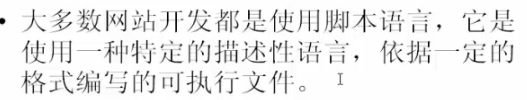 • 大多数网站开发都是使用脚本语言，它是
使用一种特定的描述性语言，依据一定的
格式编写的可执行文件。